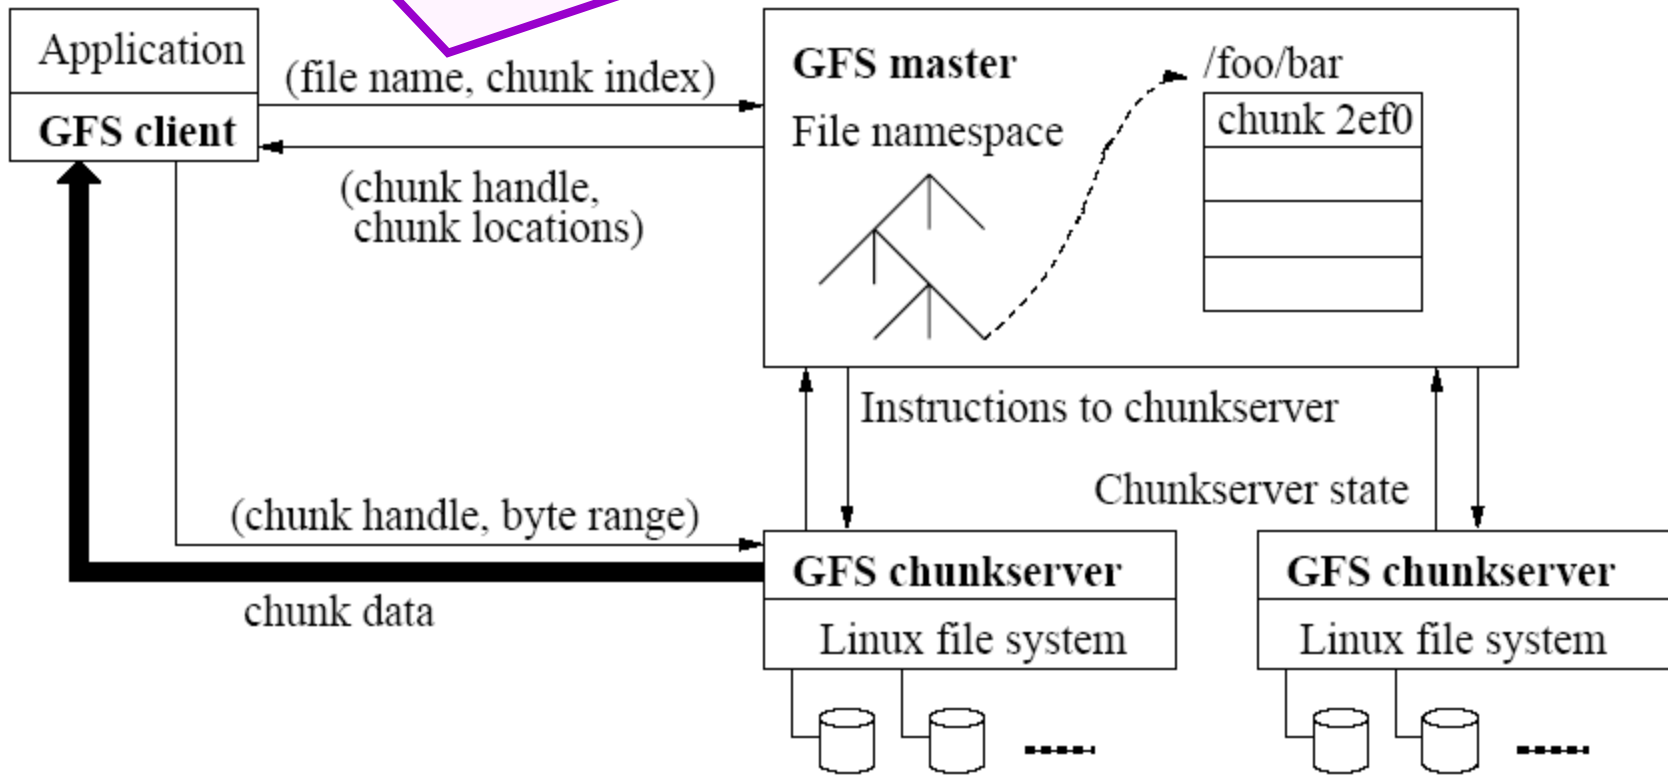 Application
GFS client
(file name, chunk index)
(chunk handle,
chunk locations)
GFS master
File namespace
/foo/bar
chunk 2ef0
Instructions to chunkserver
Chunkserver state
(chunk handle, byte range)
chunk data
GFS chunkserver
Linux file system
GFS chunkserver
Linux file system